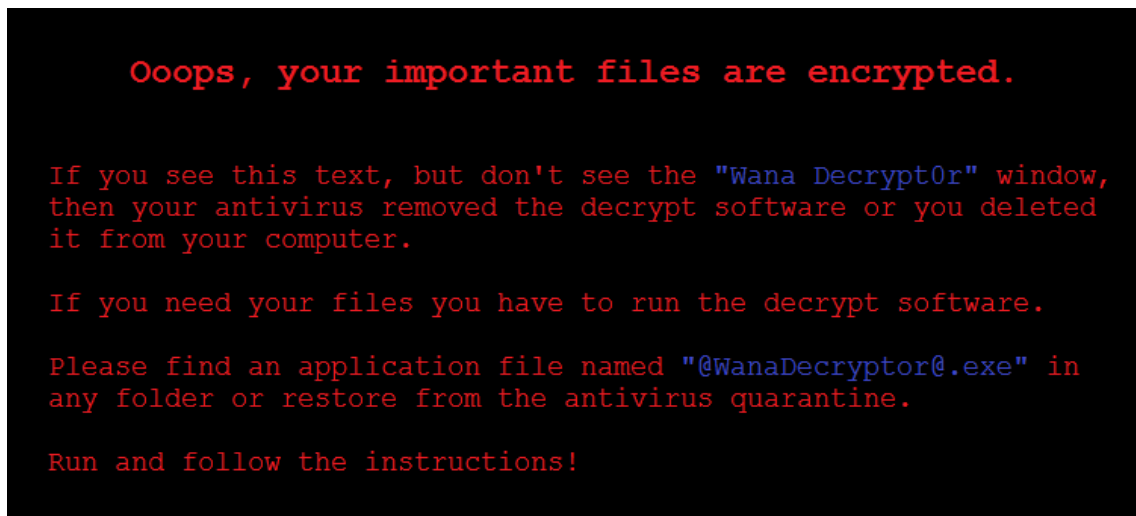 Ooops, your important files are encrypted.
If you see this text, but don't see the "Wana Decrypt0r" window,
then your antivirus removed the decrypt software or you deleted
it from your computer.
If you need your files you have to run the decrypt software.
Please find an application file named "@WanaDecryptor@.exe" in
any folder or restore from the antivirus quarantine.
Run and follow the instructions!